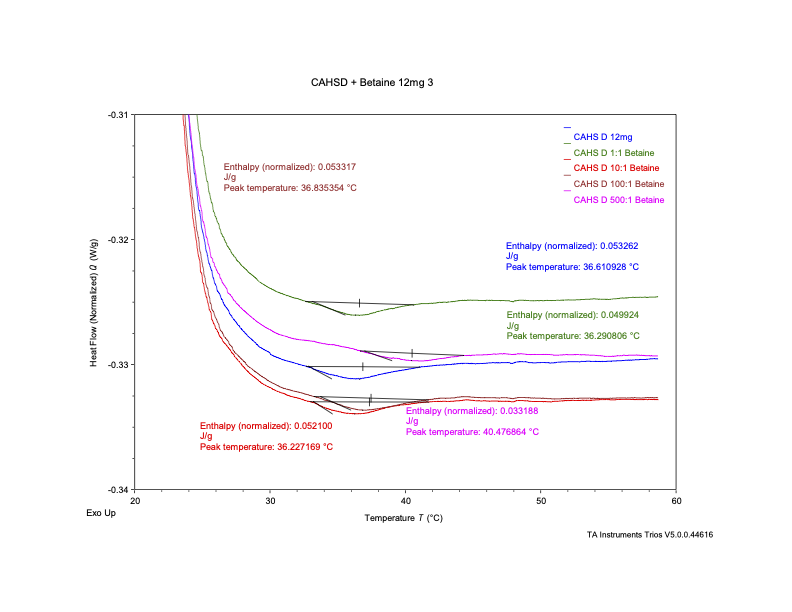 CAHSD + Betaine 12mg 3
-0.31
CAHS D 12mg
CAHS D 1:1 Betaine
CAHS D 10:1 Betaine
CAHS D 100:1 Betaine
CAHS D 500:1 Betaine
Enthalpy (normalized): 0.053317
J/g
Peak temperature: 36.835354 °C
-0.32
Enthalpy (normalized): 0.053262
J/g
Peak temperature: 36.610928 °C
Heat Flow (Normalized) Q (W/g)
Enthalpy (normalized): 0.049924
J/g
Peak temperature: 36.290806 °C
-0.33
Enthalpy (normalized): 0.033188
J/g
Peak temperature: 40.476864 °C
Enthalpy (normalized): 0.052100
J/g
Peak temperature: 36.227169 °C
-0.34
20 30 40 50 60
Exo Up
Temperature T (°C)
TA Instruments Trios V5.0.0.44616